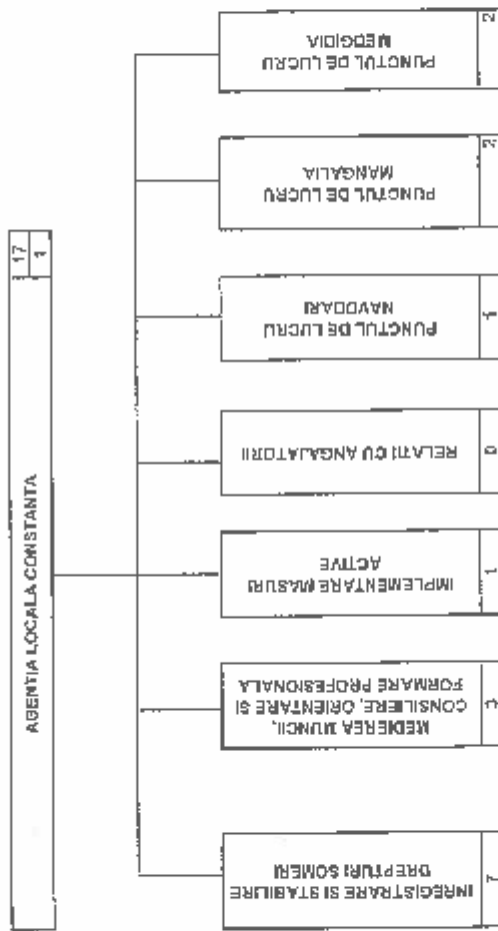 AGENTIA LOCALA CONSTANTA
17
1
INREGISTRARE SI STABILIRE
DREPTURI SOMERI
7
MEDIEREA MUNCII,
CONSILIERE, ORIENTARE SI
FORMARE PROFESIONALA
IMPLEMENTARE MASURI
ACTIVE
1
RELATII CU ANGAJATORII
0
PUNCTUL DE LUCRU
NAVODARI
PUNCTUL DE LUCRU
MANGALIA
2
PUNCTUL DE LUCRU
MEDGIDIA
2